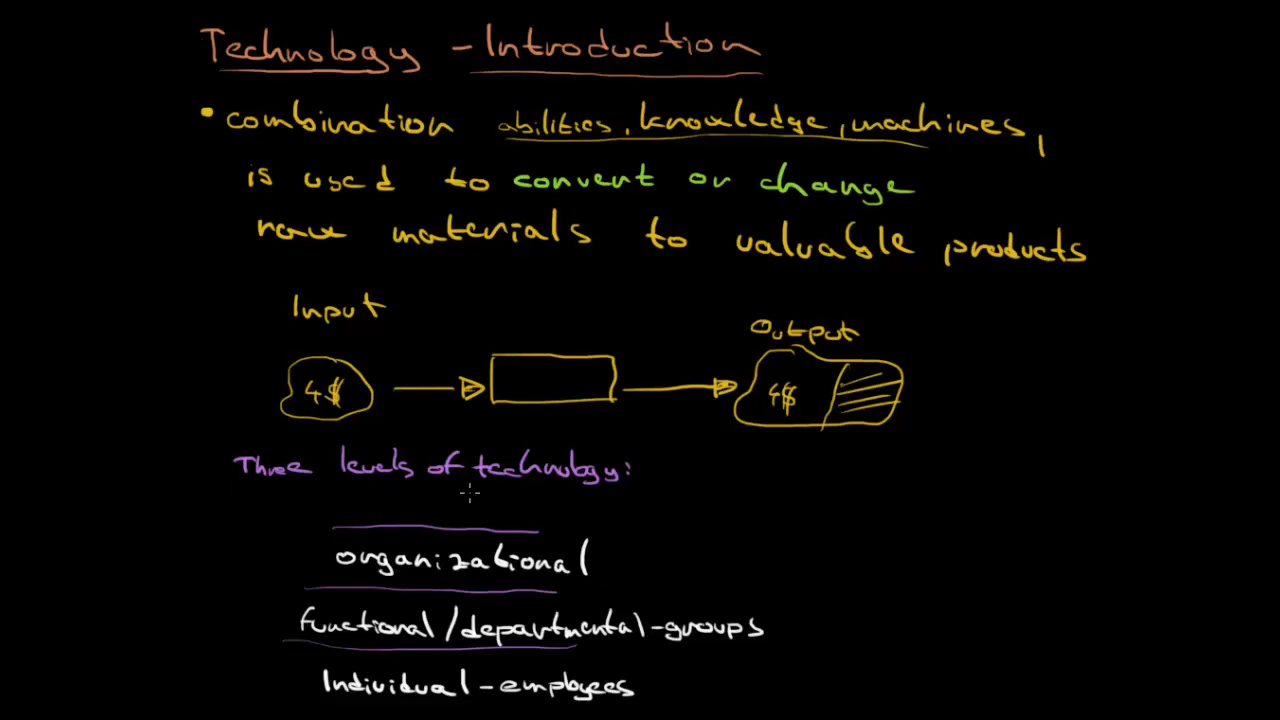 Technology - Introduction
• combination abilities, knowledge, machines,
is used to convert or change
raw materials to valuable products
Input
Output
4$
4$
Three levels of technology:
organizational
functional/departmental-groups
Individual-employees